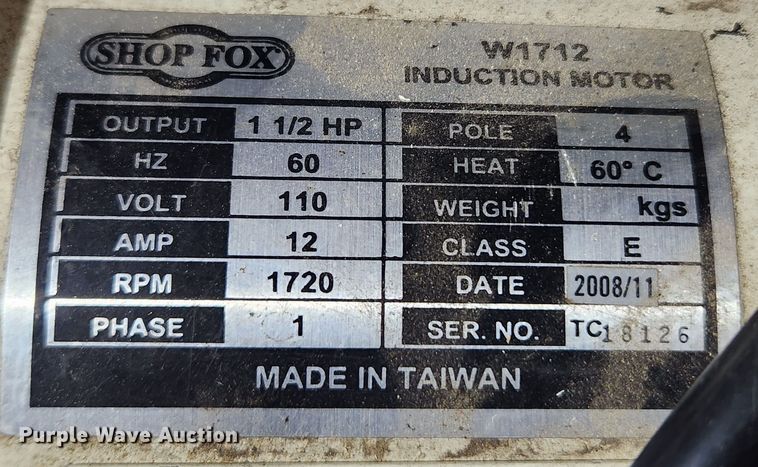 SHOP FOX
W1712
INDUCTION MOTOR
OUTPUT 1 1/2 HP POLE 4
HZ 60 HEAT 60° C
VOLT 110 WEIGHT kgs
AMP 12 CLASS E
RPM 1720 DATE 2008/11
PHASE 1 SER. NO. TC18126
MADE IN TAIWAN
Purple Wave Auction